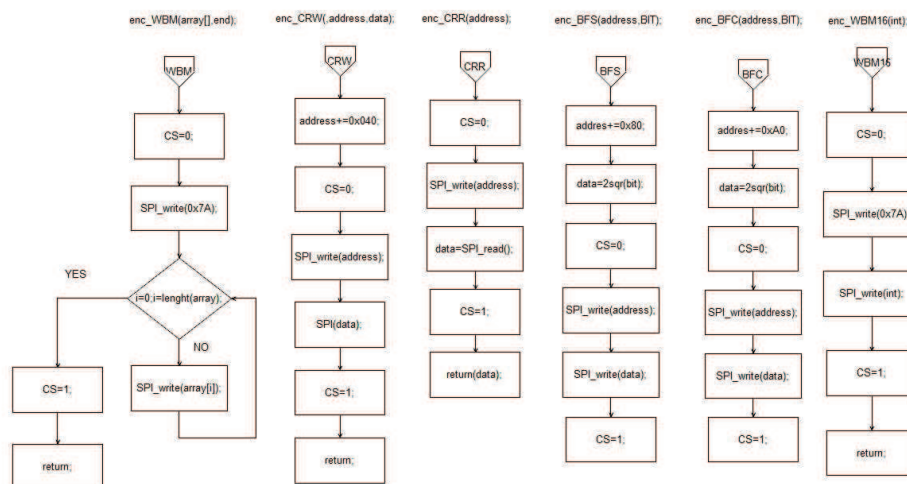 enc_WBM(array[],end);
WBM
CS=0;
SPI_write(0x7A);
YES
i=0;i=lenght(array);
NO
SPI_write(array[i]);
CS=1;
return;
enc_CRW(,address,data);
CRW
address+=0x040;
CS=0;
SPI_write(address);
SPI(data);
CS=1;
return;
enc_CRR(address);
CRR
CS=0;
SPI_write(address);
data=SPI_read();
CS=1;
return(data);
enc_BFS(address,BIT);
BFS
addres+=0x80;
data=2sqr(bit);
CS=0;
SPI_write(address);
SPI_write(data);
CS=1;
enc_BFC(address,BIT);
BFC
addres+=0xA0;
data=2sqr(bit);
CS=0;
SPI_write(address);
SPI_write(data);
CS=1;
enc_WBM16(int);
WBM16
CS=0;
SPI_write(0x7A)
SPI_write(int);
CS=1;
return;